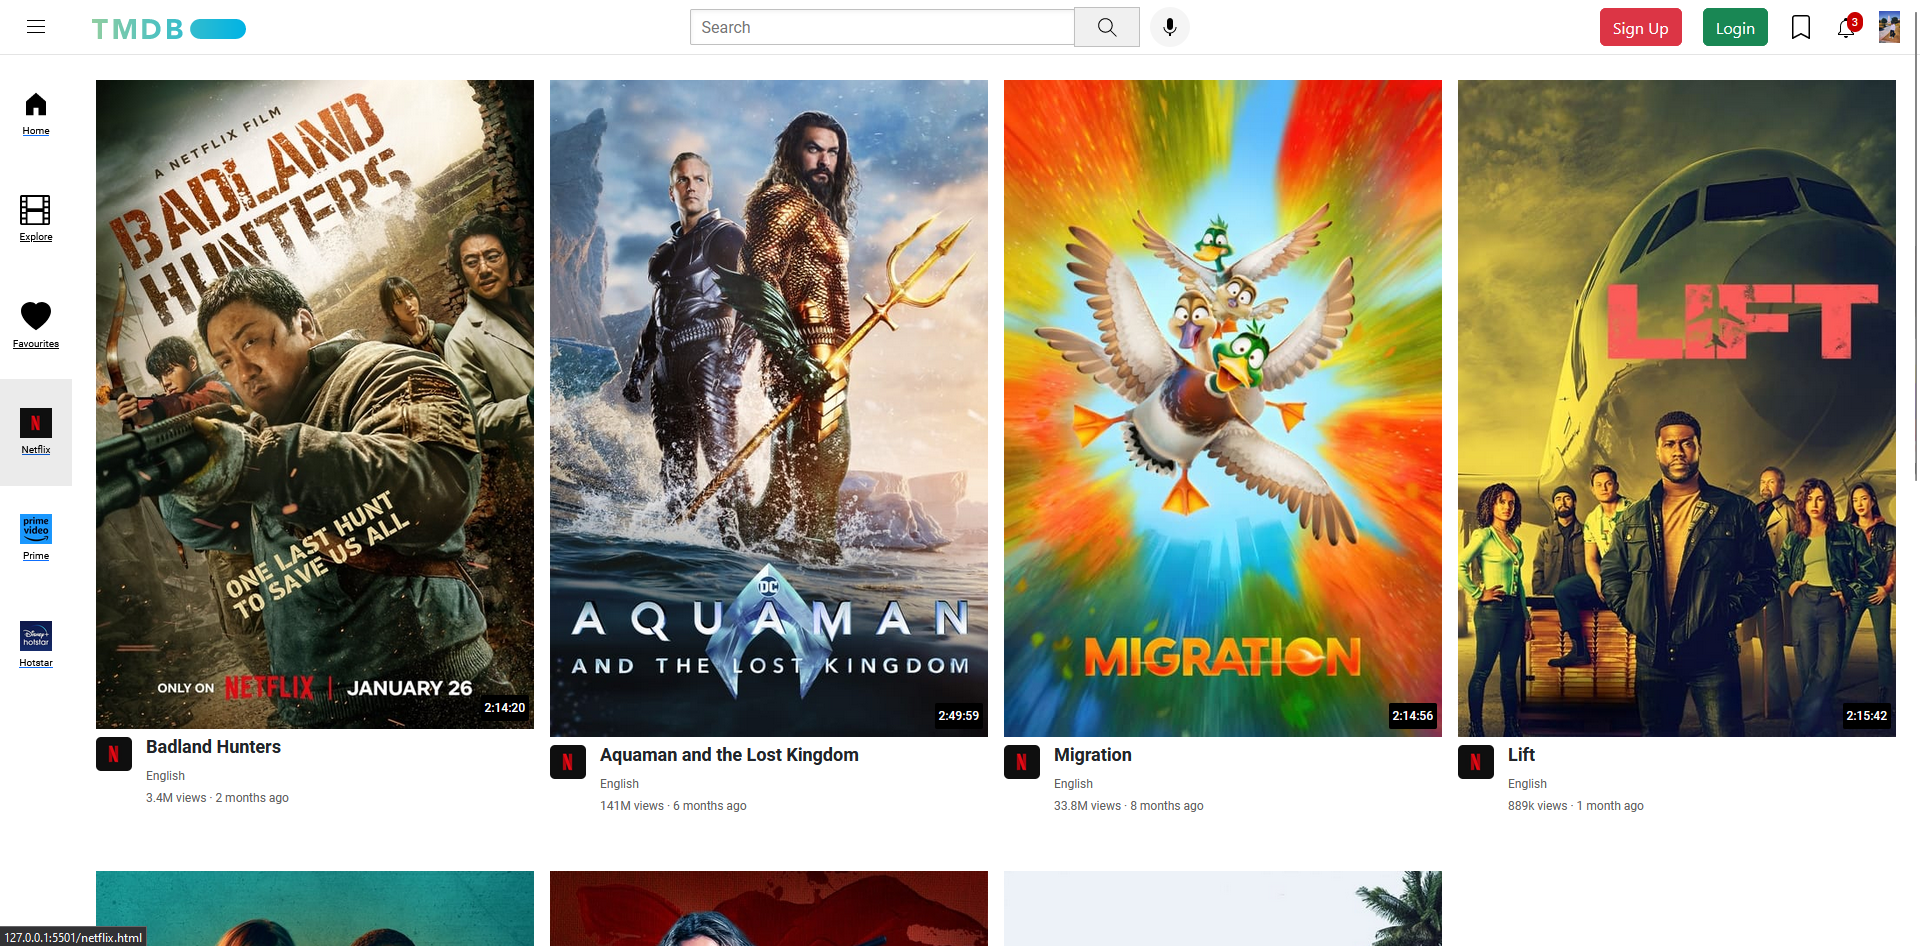 TMDB
Search
Sign Up
Login
3
Home
Explore
Favourites
Netflix
prime
video
Prime
Disney+
hotstar
Hotstar
A NETFLIX FILM
BADLAND
HUNTERS
ONE LAST HUNT
TO SAVE US ALL
ONLY ON NETFLIX | JANUARY 26
2:14:20
N
Badland Hunters
English
3.4M views · 2 months ago
DC
AQUAMAN
AND THE LOST KINGDOM
2:49:59
N
Aquaman and the Lost Kingdom
English
141M views · 6 months ago
MIGRATION
2:14:56
N
Migration
English
33.8M views · 8 months ago
LIFT
2:15:42
N
Lift
English
889k views · 1 month ago
127.0.0.1:5501/netflix.html